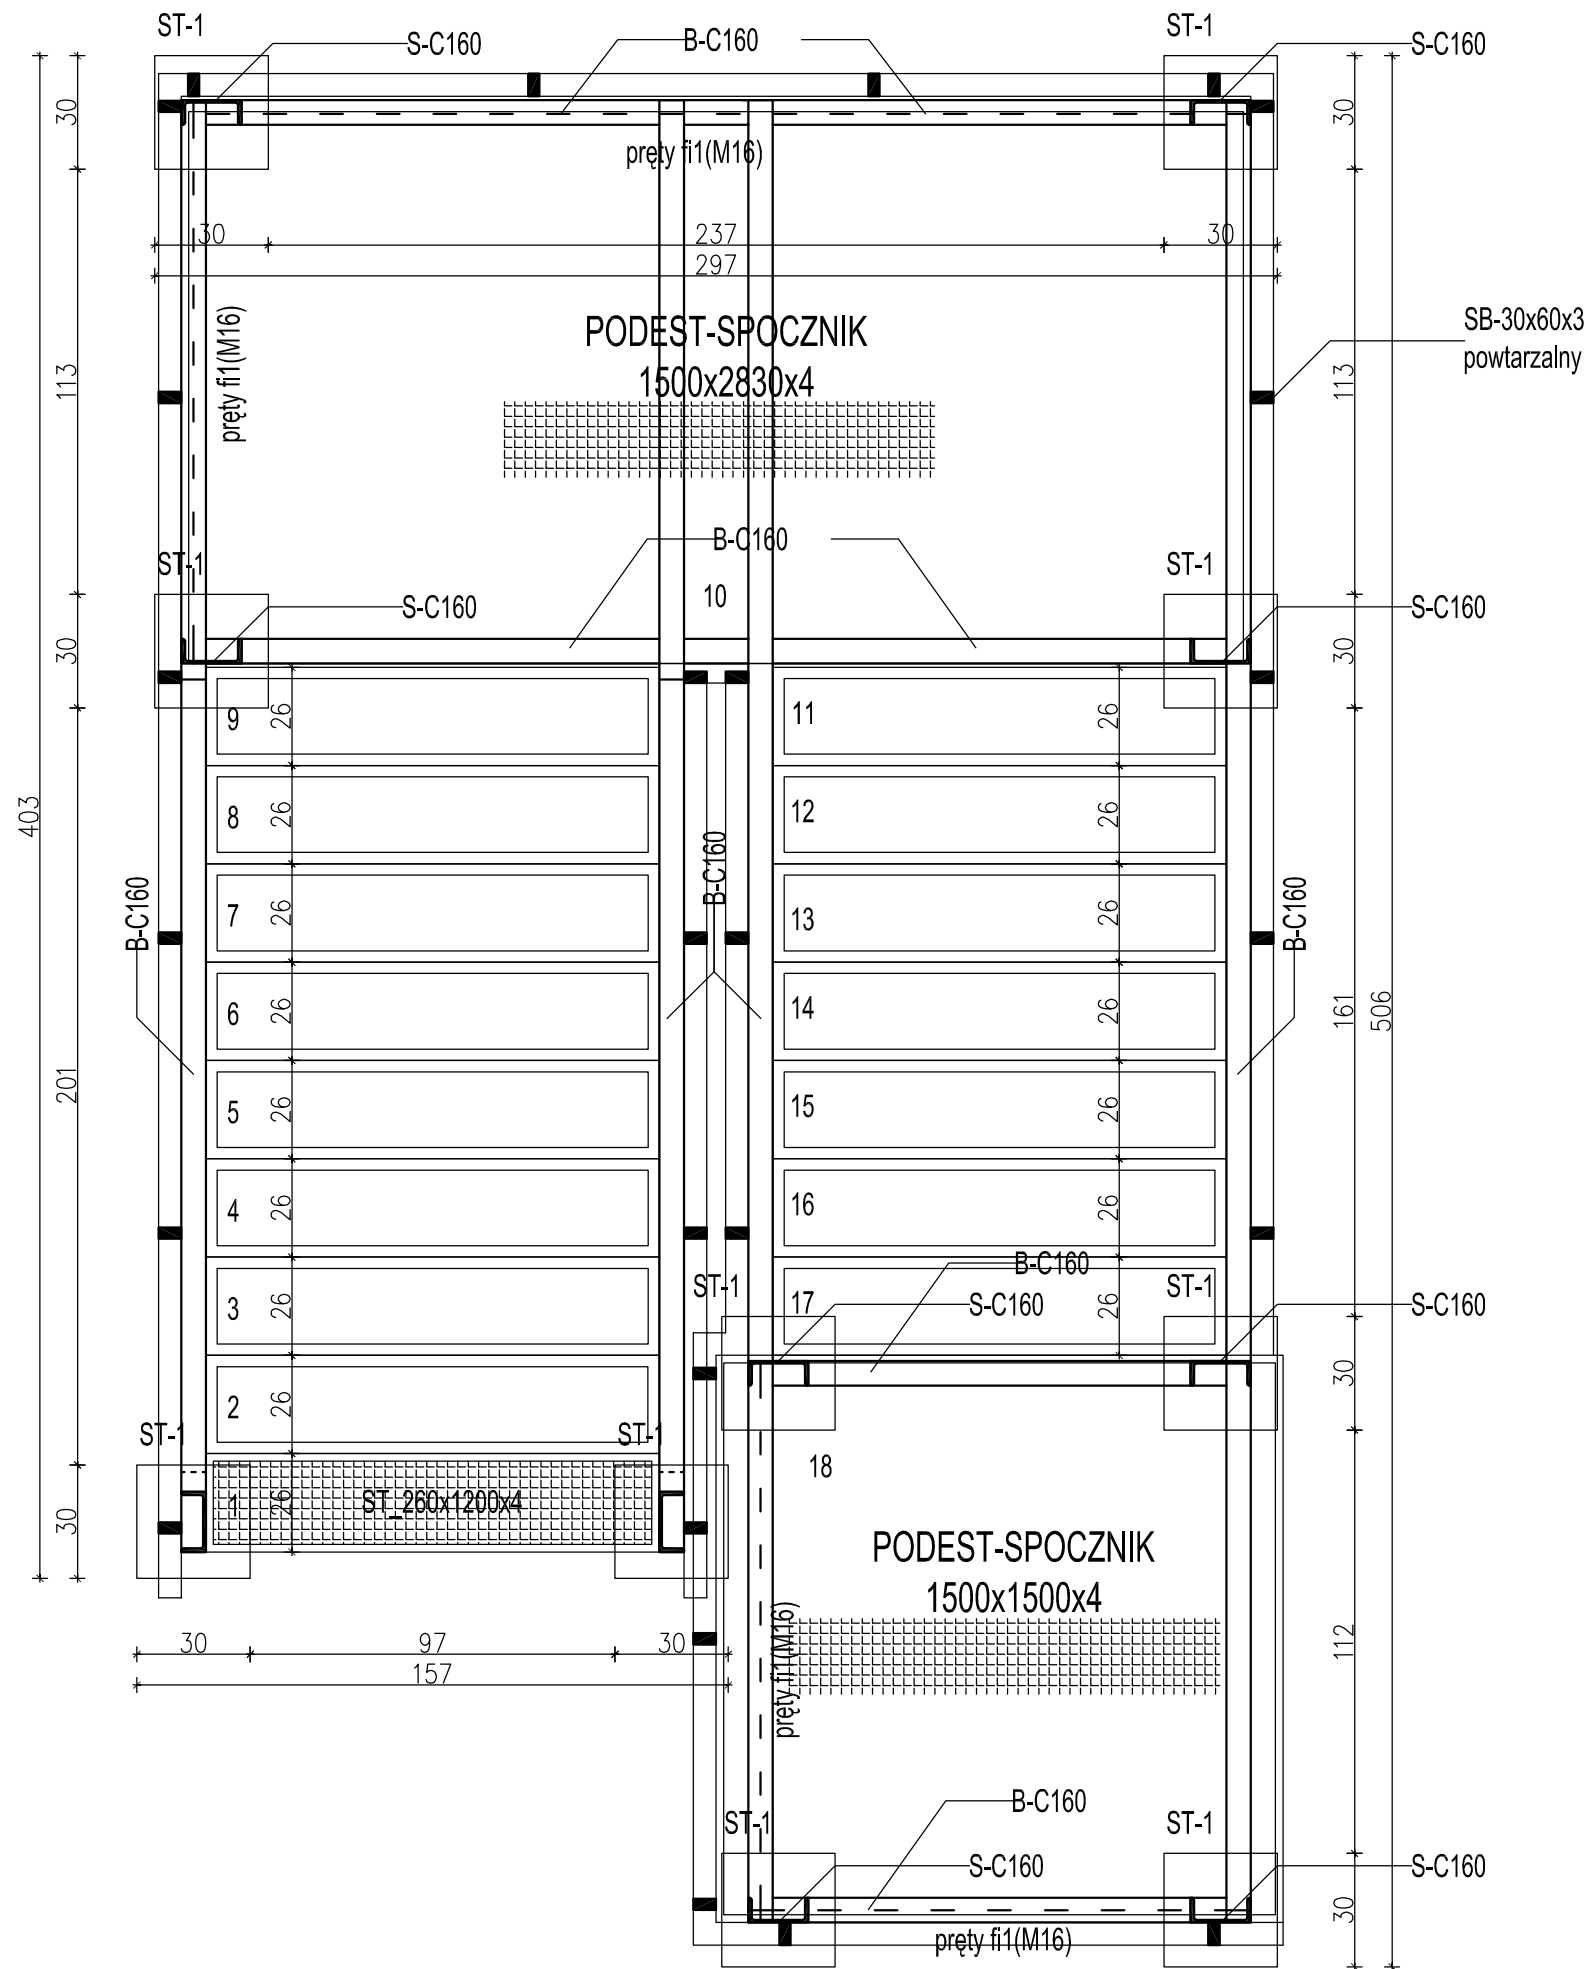 ST-1
ST-1
S-C160
B-C160
S-C160
30
30
pręty fi1(M16)
30
237
30
297
pręty fi1(M16)
PODEST-SPOCZNIK
1500x2830x4
SB-30x60x3
powtarzalny
113
113
B-C160
ST-1
ST-1
10
S-C160
S-C160
30
30
9
26
11
26
403
8
26
12
26
B-C160
B-C160
B-C160
7
26
13
26
6
26
14
26
161
506
201
5
26
15
26
4
26
16
26
B-C160
ST-1
ST-1
3
26
17
26
S-C160
S-C160
30
2
26
ST-1
ST-1
18
1
26
ST_260x1200x4
30
PODEST-SPOCZNIK
1500x1500x4
30
97
30
157
pręty fi1(M16)
112
B-C160
ST-1
ST-1
S-C160
S-C160
30
pręty fi1(M16)